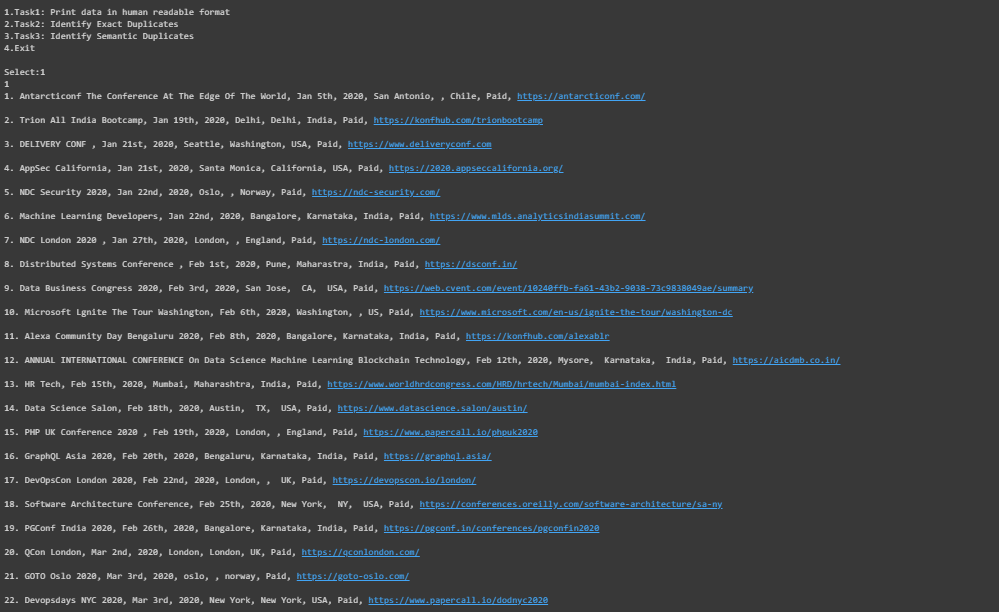 1.Task1: Print data in human readable format
2.Task2: Identify Exact Duplicates
3.Task3: Identify Semantic Duplicates
4.Exit
Select:1
1
1. Antarcticonf The Conference At The Edge Of The World, Jan 5th, 2020, San Antonio, , Chile, Paid, https://antarcticonf.com/
2. Trion All India Bootcamp, Jan 19th, 2020, Delhi, Delhi, India, Paid, https://konfhub.com/trionbootcamp
3. DELIVERY CONF , Jan 21st, 2020, Seattle, Washington, USA, Paid, https://www.deliveryconf.com
4. AppSec California, Jan 21st, 2020, Santa Monica, California, USA, Paid, https://2020.appseccalifornia.org/
5. NDC Security 2020, Jan 22nd, 2020, Oslo, , Norway, Paid, https://ndc-security.com/
6. Machine Learning Developers, Jan 22nd, 2020, Bangalore, Karnataka, India, Paid, https://www.mlds.analyticsindiasummit.com/
7. NDC London 2020 , Jan 27th, 2020, London, , England, Paid, https://ndc-london.com/
8. Distributed Systems Conference , Feb 1st, 2020, Pune, Maharastra, India, Paid, https://dsconf.in/
9. Data Business Congress 2020, Feb 3rd, 2020, San Jose,  CA,  USA, Paid, https://web.cvent.com/event/10240ffb-fa61-43b2-9038-73c9838049ae/summary
10. Microsoft Lgnite The Tour Washington, Feb 6th, 2020, Washington, , US, Paid, https://www.microsoft.com/en-us/ignite-the-tour/washington-dc
11. Alexa Community Day Bengaluru 2020, Feb 8th, 2020, Bangalore, Karnataka, India, Paid, https://konfhub.com/alexablr
12. ANNUAL INTERNATIONAL CONFERENCE On Data Science Machine Learning Blockchain Technology, Feb 12th, 2020, Mysore,  Karnataka,  India, Paid, https://aicdmb.co.in/
13. HR Tech, Feb 15th, 2020, Mumbai, Maharashtra, India, Paid, https://www.worldhrdcongress.com/HRD/hrtech/Mumbai/mumbai-index.html
14. Data Science Salon, Feb 18th, 2020, Austin,  TX,  USA, Paid, https://www.datascience.salon/austin/
15. PHP UK Conference 2020 , Feb 19th, 2020, London, , England, Paid, https://www.papercall.io/phpuk2020
16. GraphQL Asia 2020, Feb 20th, 2020, Bengaluru, Karnataka, India, Paid, https://graphql.asia/
17. DevOpsCon London 2020, Feb 22nd, 2020, London, ,  UK, Paid, https://devopscon.io/london/
18. Software Architecture Conference, Feb 25th, 2020, New York,  NY,  USA, Paid, https://conferences.oreilly.com/software-architecture/sa-ny
19. PGConf India 2020, Feb 26th, 2020, Bangalore, Karnataka, India, Paid, https://pgconf.in/conferences/pgconfin2020
20. QCon London, Mar 2nd, 2020, London, London, UK, Paid, https://qconlondon.com/
21. GOTO Oslo 2020, Mar 3rd, 2020, oslo, , norway, Paid, https://goto-oslo.com/
22. Devopsdays NYC 2020, Mar 3rd, 2020, New York, New York, USA, Paid, https://www.papercall.io/dodnyc2020